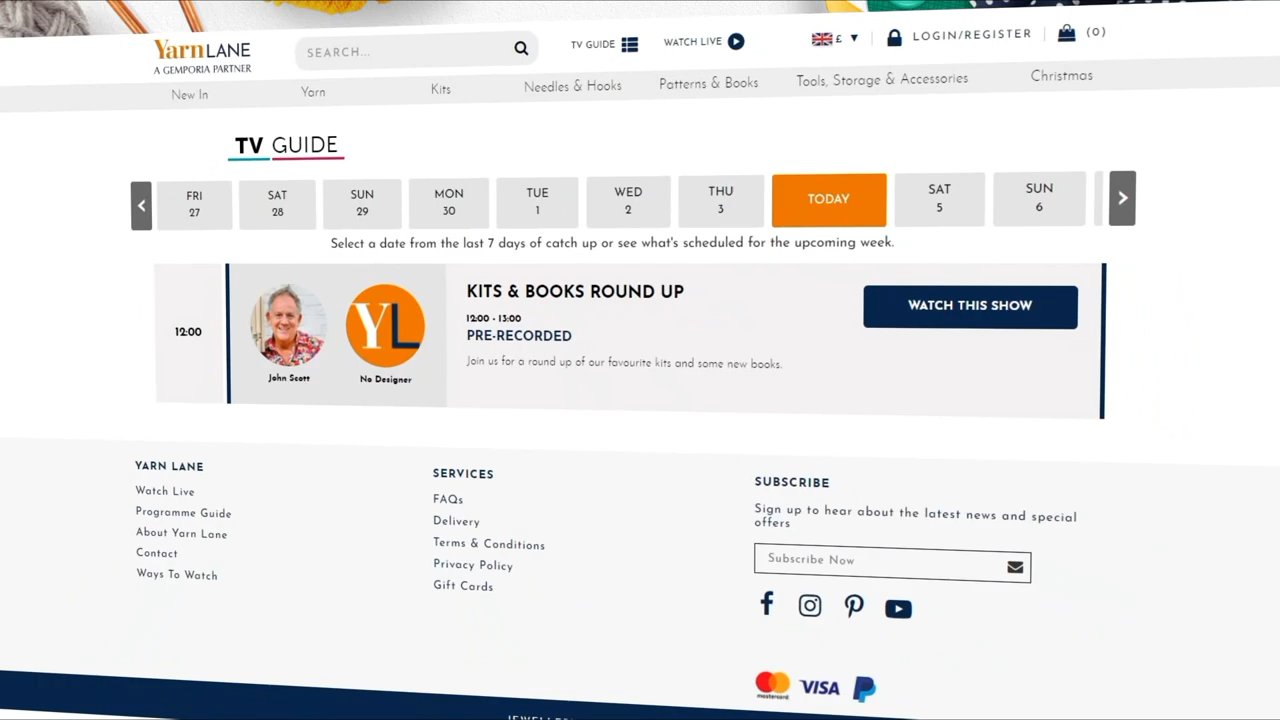 YarnLANE
A GEMPORIA PARTNER
SEARCH...
TV GUIDE
WATCH LIVE
£
LOGIN/REGISTER
(0)
New In
Yarn
Kits
Needles & Hooks
Patterns & Books
Tools, Storage & Accessories
Christmas
TV GUIDE
FRI
27
SAT
28
SUN
29
MON
30
TUE
1
WED
2
THU
3
TODAY
SAT
5
SUN
6
Select a date from the last 7 days of catch up or see what's scheduled for the upcoming week.
12:00
YL
John Scott
No Designer
KITS & BOOKS ROUND UP
12:00 - 13:00
PRE-RECORDED
Join us for a round up of our favourite kits and some new books.
WATCH THIS SHOW
YARN LANE
Watch Live
Programme Guide
About Yarn Lane
Contact
Ways To Watch
SERVICES
FAQs
Delivery
Terms & Conditions
Privacy Policy
Gift Cards
SUBSCRIBE
Sign up to hear about the latest news and special
offers
Subscribe Now
mastercard
VISA